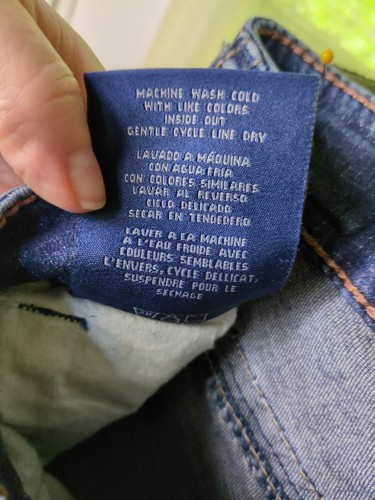 MACHINE WASH COLD
WITH LIKE COLORS
INSIDE OUT
GENTLE CYCLE LINE DRY
LAVADO A MÁQUINA
CON AGUA FRIA
CON COLORES SIMILARES
LAVAR AL REVERSO
CICLO DELICADO
SECAR EN TENDEDERO
LAVER A LA MACHINE
A L'EAU FROIDE AVEC
COULEURS SEMBLABLES
L'ENVERS, CYCLE DELLICAT,
SUSPENDRE POUR LE
SECHAGE